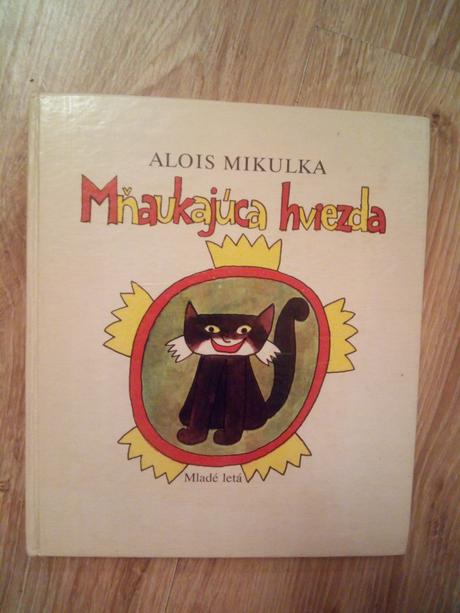 ALOIS MIKULKA
Mňaukajúca hviezda
Mladé letá